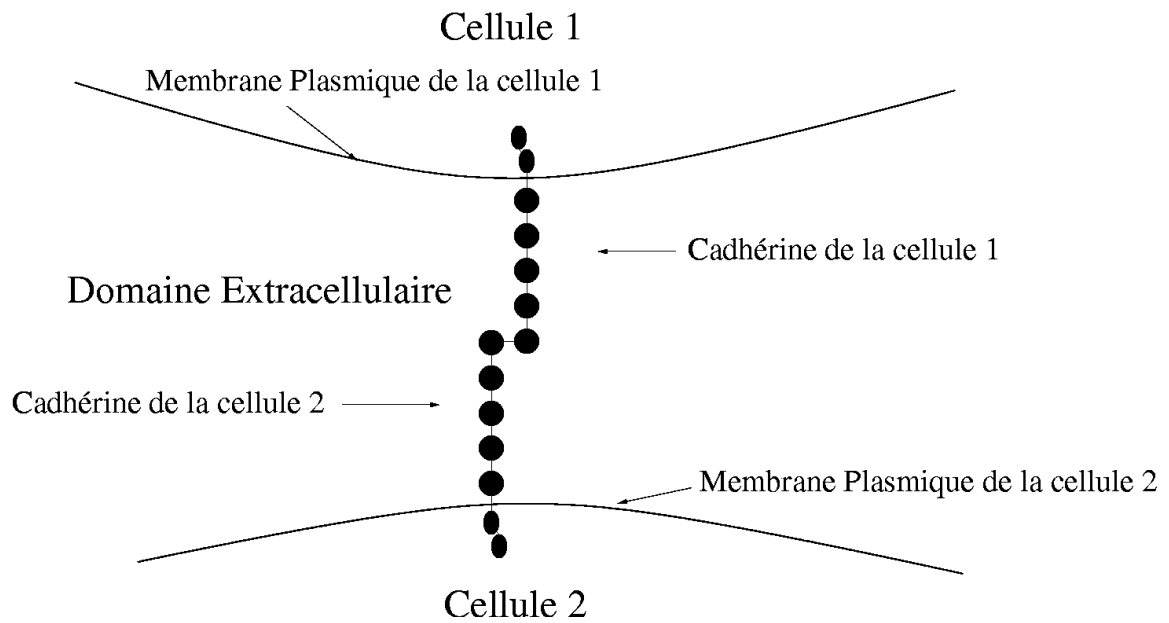 Cellule 1
Membrane Plasmique de la cellule 1
Cadhérine de la cellule 1
Domaine Extracellulaire
Cadhérine de la cellule 2
Membrane Plasmique de la cellule 2
Cellule 2